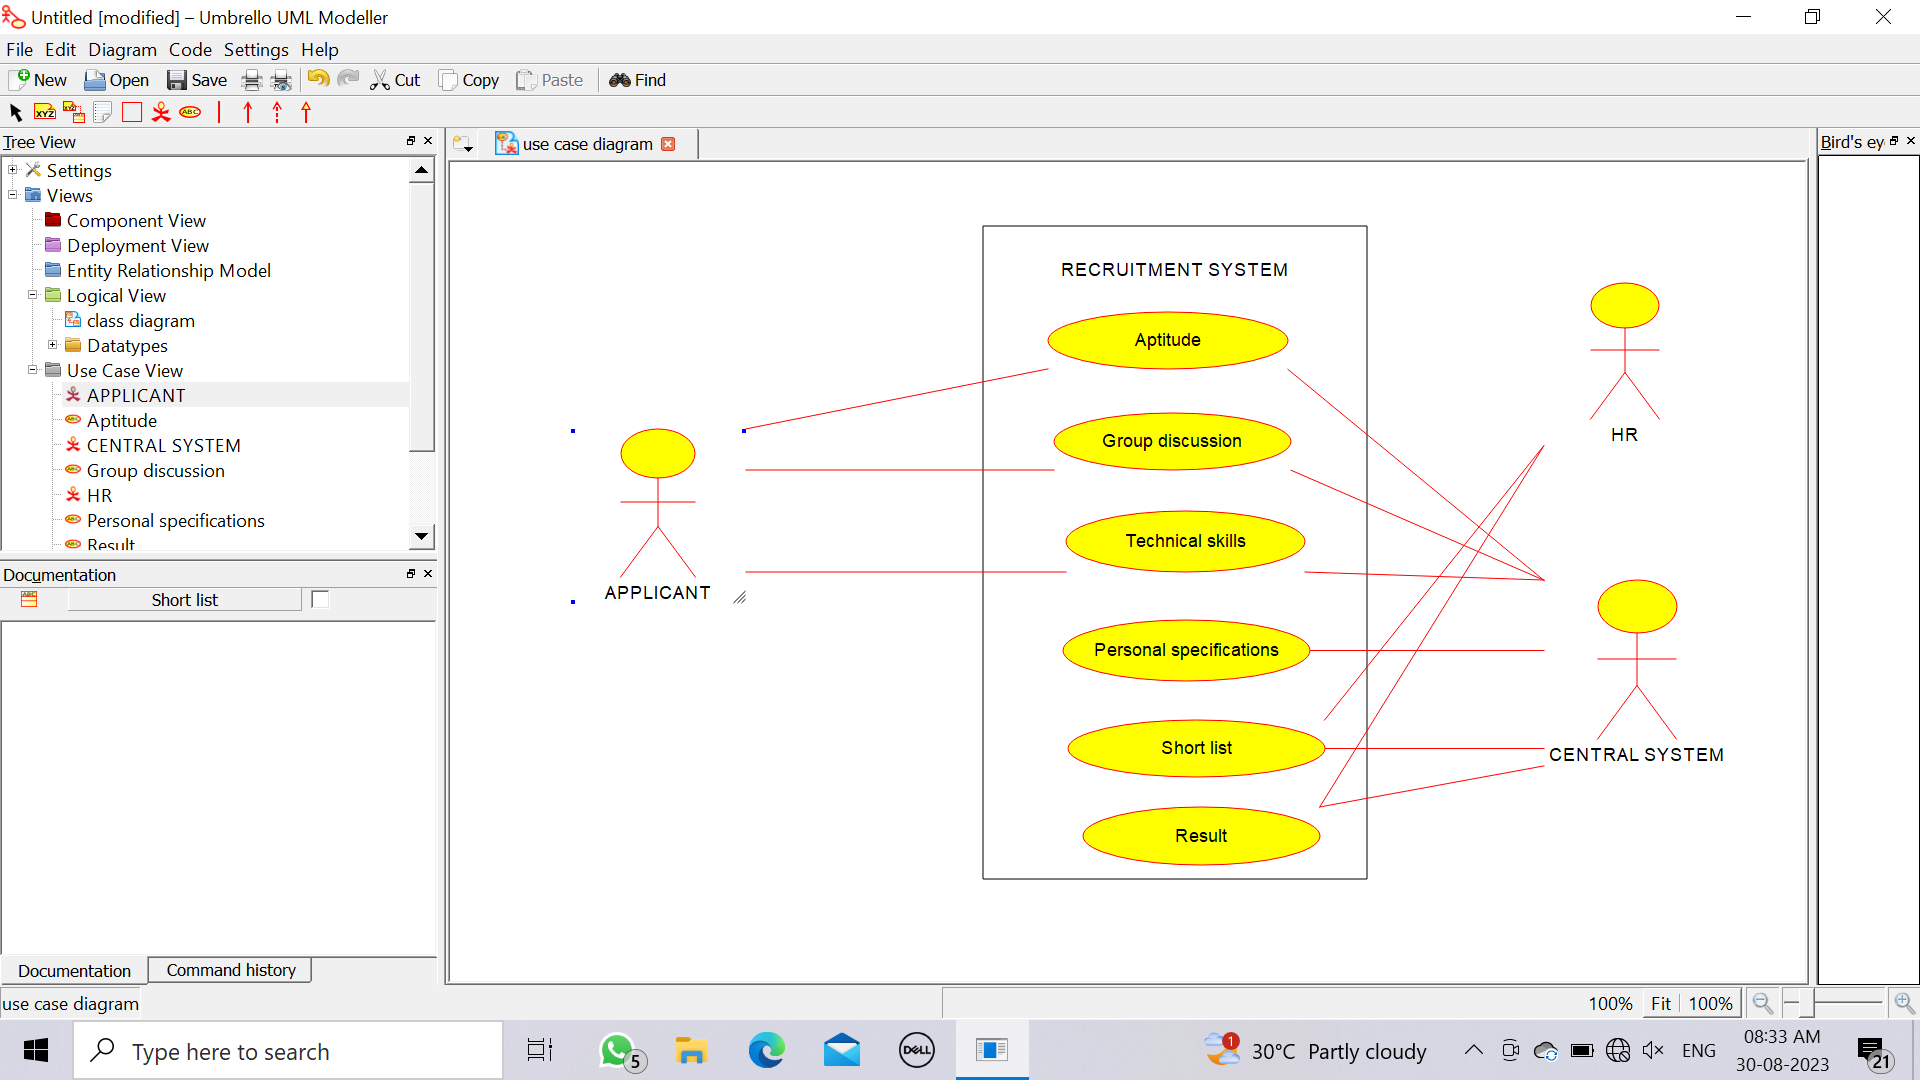 Untitled [modified] – Umbrello UML Modeller
File Edit Diagram Code Settings Help
New Open Save Cut Copy Paste Find
Tree View
use case diagram
Bird's ey
Settings
Views
Component View
Deployment View
Entity Relationship Model
Logical View
class diagram
Datatypes
Use Case View
APPLICANT
Aptitude
CENTRAL SYSTEM
Group discussion
HR
Personal specifications
Result
Documentation
Short list
Documentation Command history
RECRUITMENT SYSTEM
Aptitude
Group discussion
Technical skills
Personal specifications
Short list
Result
APPLICANT
HR
CENTRAL SYSTEM
use case diagram
100% Fit 100%
Type here to search
5
DELL
1
30°C Partly cloudy
ENG
08:33 AM
30-08-2023
21